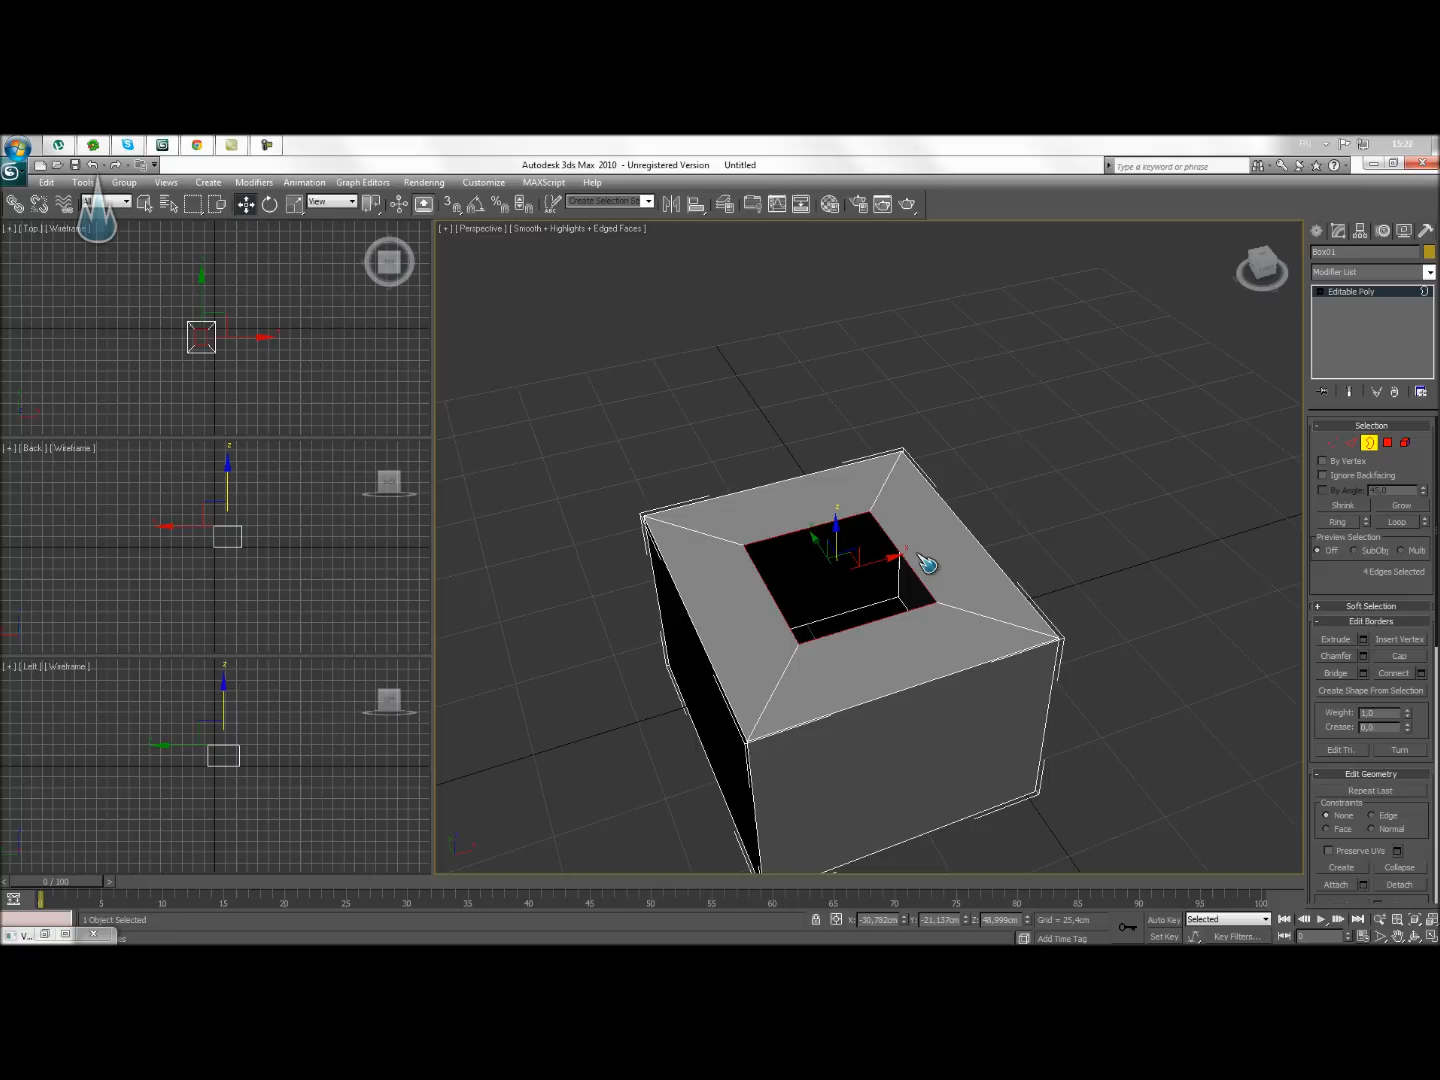 RU 15:22
Autodesk 3ds Max 2010 - Unregistered Version Untitled
Type a keyword or phrase
Edit Tools Group Views Create Modifiers Animation Graph Editors Rendering Customize MAXScript Help
View
Create Selection Se
[ + ] [ Top ] [ Wirefram
[ + ] [ Perspective ] [ Smooth + Highlights + Edged Faces ]
[ + ] [ Back ] [ Wireframe ]
[ + ] [ Left ] [ Wireframe ]
z
z
z
x
Box01
Modifier List
Editable Poly
Selection
By Vertex
Ignore Backfacing
By Angle: 45,0
Shrink Grow
Ring Loop
Preview Selection
Off SubObj Multi
4 Edges Selected
Soft Selection
Edit Borders
Extrude Insert Vertex
Chamfer Cap
Bridge Connect
Create Shape From Selection
Weight: 1,0
Crease: 0,0
Edit Tri. Turn
Edit Geometry
Repeat Last
Constraints
None Edge
Face Normal
Preserve UVs
Create Collapse
Attach Detach
0 / 100
0 5 10 15 20 25 30 35 40 45 50 55 60 65 70 75 80 85 90 95 100
1 Object Selected
X: -30,782cm Y: -21,137cm Z: 48,999cm Grid = 25,4cm
Auto Key Selected
Add Time Tag
Set Key Key Filters... 0
V...